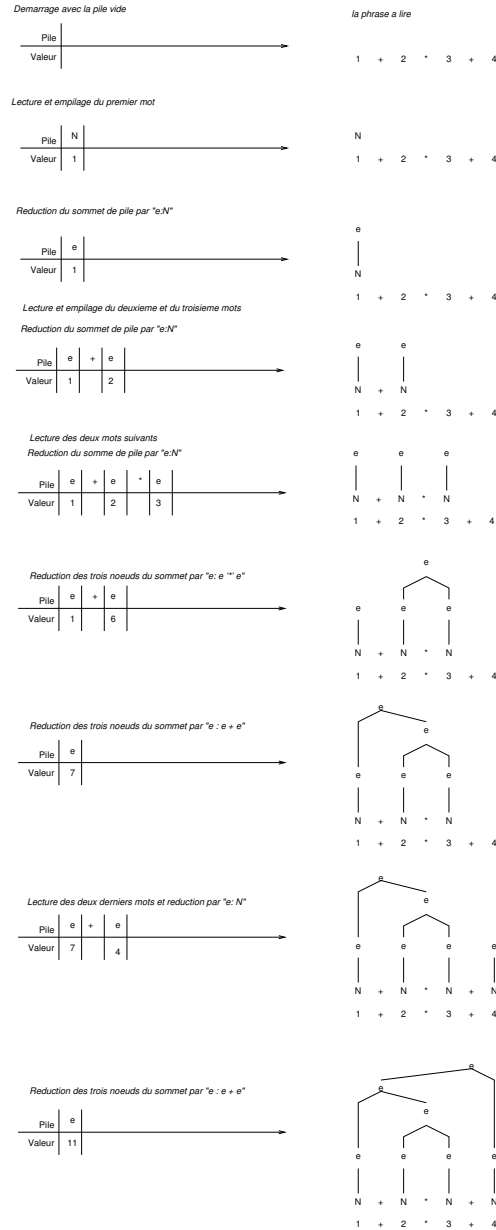 Demarrage avec la pile vide
la phrase a lire
Pile
Valeur
1 + 2 * 3 + 4
Lecture et empilage du premier mot
Pile N
Valeur 1
N
1 + 2 * 3 + 4
Reduction du sommet de pile par "e:N"
Pile e
Valeur 1
e
N
1 + 2 * 3 + 4
Lecture et empilage du deuxieme et du troisieme mots
Reduction du sommet de pile par "e:N"
Pile e + e
Valeur 1 2
e e
N + N
1 + 2 * 3 + 4
Lecture des deux mots suivants
Reduction du somme de pile par "e:N"
Pile e + e * e
Valeur 1 2 3
e e e
N + N * N
1 + 2 * 3 + 4
Reduction des trois noeuds du sommet par "e: e '*' e"
Pile e + e
Valeur 1 6
e
e e e
N + N * N
1 + 2 * 3 + 4
Reduction des trois noeuds du sommet par "e : e + e"
Pile e
Valeur 7
e
e
e e e
N + N * N
1 + 2 * 3 + 4
Lecture des deux derniers mots et reduction par "e: N"
Pile e + e
Valeur 7 4
e
e
e e e e
N + N * N + N
1 + 2 * 3 + 4
Reduction des trois noeuds du sommet par "e : e + e"
Pile e
Valeur 11
e
e
e
e e e e
N + N * N + N
1 + 2 * 3 + 4